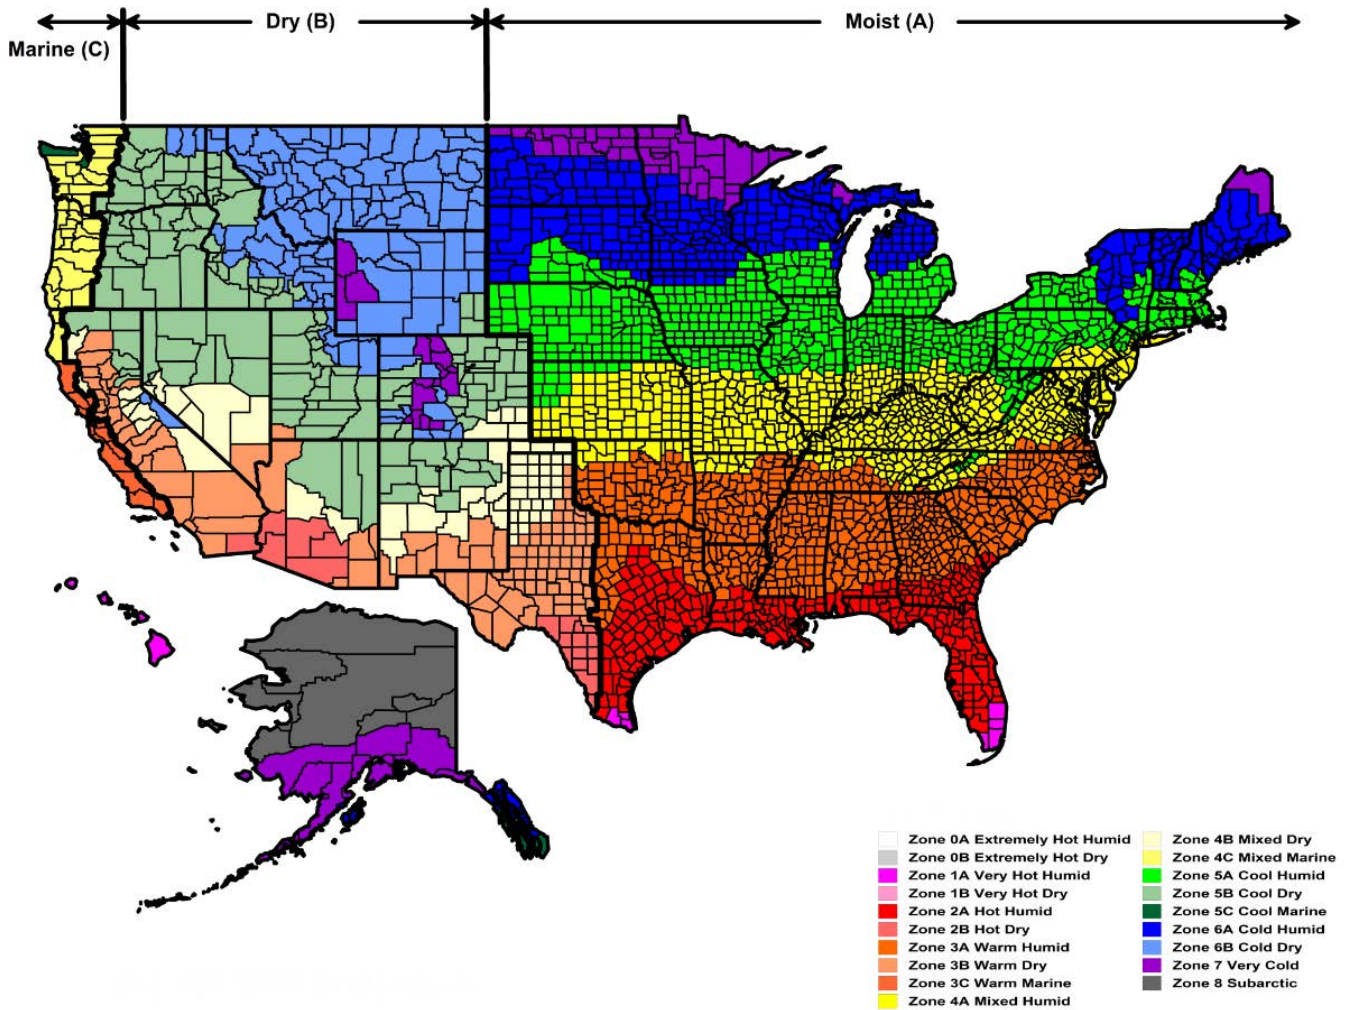 Dry (B)
Moist (A)
Marine (C)
Zone 0A Extremely Hot Humid
Zone 0B Extremely Hot Dry
Zone 1A Very Hot Humid
Zone 1B Very Hot Dry
Zone 2A Hot Humid
Zone 2B Hot Dry
Zone 3A Warm Humid
Zone 3B Warm Dry
Zone 3C Warm Marine
Zone 4A Mixed Humid
Zone 4B Mixed Dry
Zone 4C Mixed Marine
Zone 5A Cool Humid
Zone 5B Cool Dry
Zone 5C Cool Marine
Zone 6A Cold Humid
Zone 6B Cold Dry
Zone 7 Very Cold
Zone 8 Subarctic